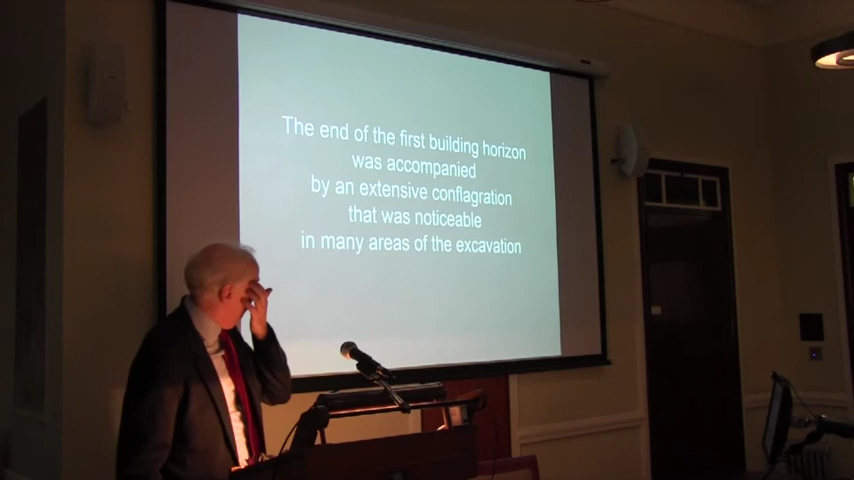 The end of the first building horizon
was accompanied
by an extensive conflagration
that was noticeable
in many areas of the excavation